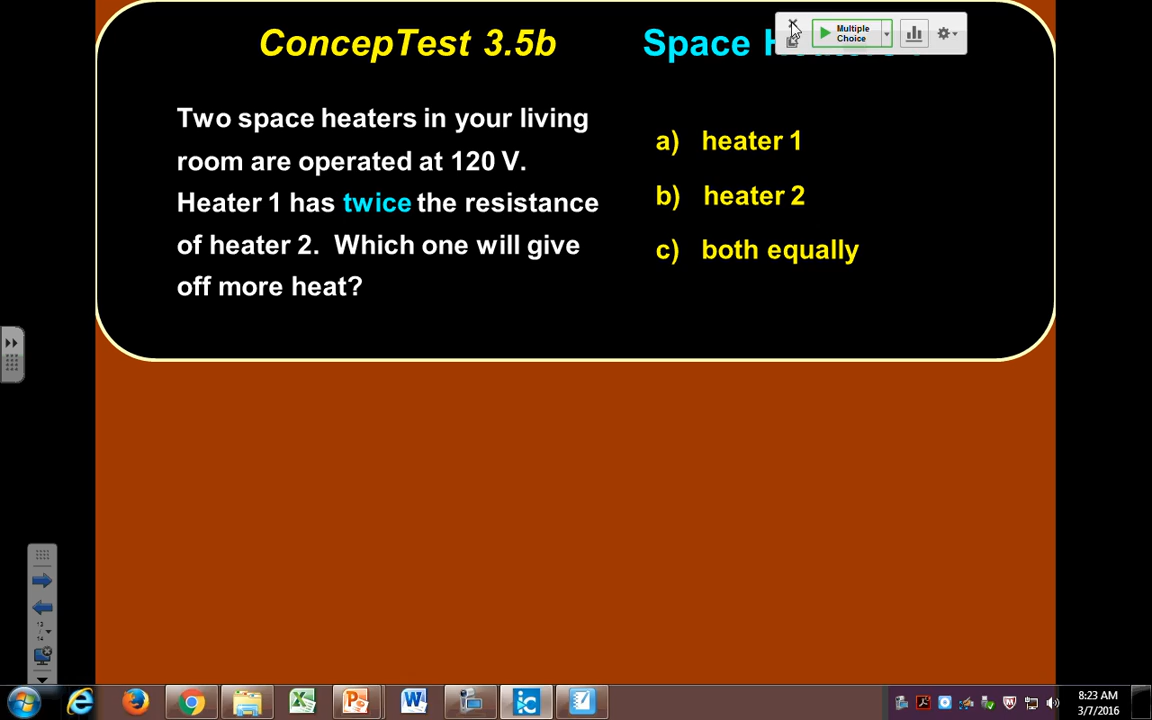 ConcepTest 3.5b
Space
Multiple
Choice
Two space heaters in your living
room are operated at 120 V.
Heater 1 has twice the resistance
of heater 2. Which one will give
off more heat?
a) heater 1
b) heater 2
c) both equally
13
/
14
8:23 AM
3/7/2016